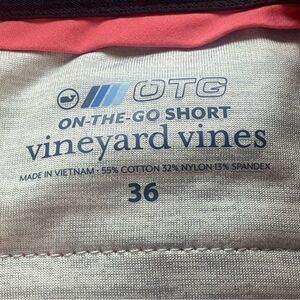 OTG
ON-THE-GO SHORT
vineyard vines
MADE IN VIETNAM · 55% COTTON 32% NYLON 13% SPANDEX
36